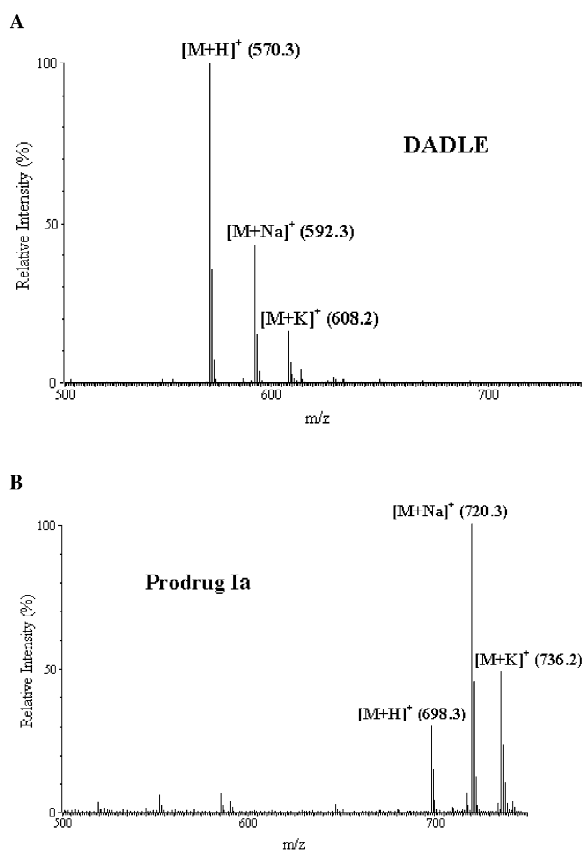 A
[M+H]+ (570.3)
100
DADLE
Relative Intensity (%)
50
[M+Na]+ (592.3)
[M+K]+ (608.2)
0
500
600
700
m/z
B
[M+Na]+ (720.3)
100
Prodrug Ia
Relative Intensity (%)
[M+K]+ (736.2)
50
[M+H]+ (698.3)
0
500
600
700
m/z